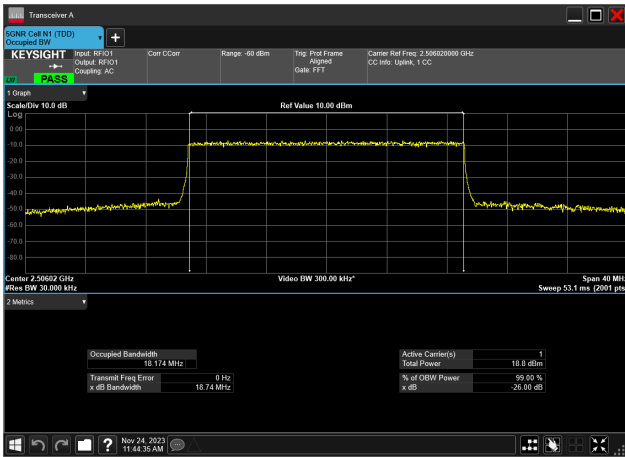 Transceiver A
5GNR Cell N1 (TDD)
Occupied BW
KEYSIGHT
Input: RFIO1
Output: RFIO1
Coupling: AC
Corr CCorr
Range: -60 dBm
Trig: Prot Frame
Aligned
Gate: FFT
Carrier Ref Freq: 2.506020000 GHz
CC Info: Uplink, 1 CC
PASS
1 Graph
Scale/Div 10.0 dB
Ref Value 10.00 dBm
Log
0.00
-10.0
-20.0
-30.0
-40.0
-50.0
-60.0
-70.0
-80.0
Center 2.50602 GHz
Video BW 300.00 kHz*
Span 40 MHz
#Res BW 30.000 kHz
Sweep 53.1 ms (2001 pts
2 Metrics
Occupied Bandwidth
18.174 MHz
Transmit Freq Error 0 Hz
x dB Bandwidth 18.74 MHz
Active Carrier(s) 1
Total Power 18.8 dBm
% of OBW Power 99.00 %
x dB -26.00 dB
Nov 24, 2023
11:44:35 AM